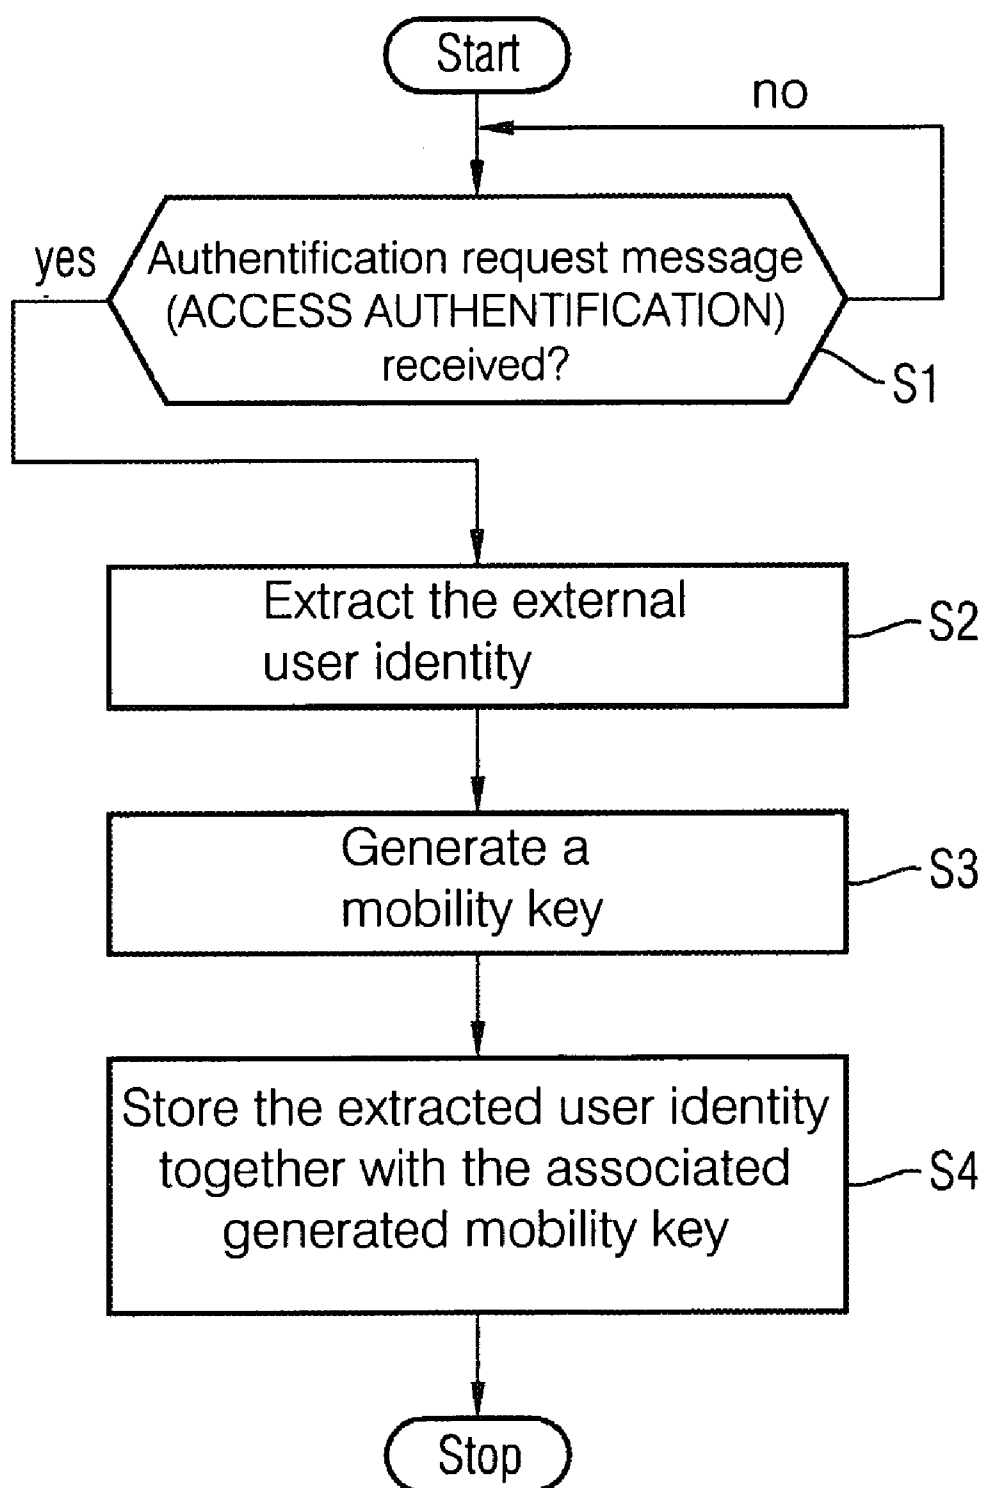 Start
no
yes
Authentification request message
(ACCESS AUTHENTIFICATION)
received?
S1
Extract the external
user identity
S2
Generate a
mobility key
S3
Store the extracted user identity
together with the associated
generated mobility key
S4
Stop